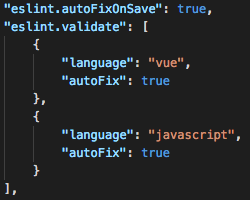 "eslint.autoFixOnSave": true,
"eslint.validate": [
    {
        "language": "vue",
        "autoFix": true
    },
    {
        "language": "javascript",
        "autoFix": true
    }
],